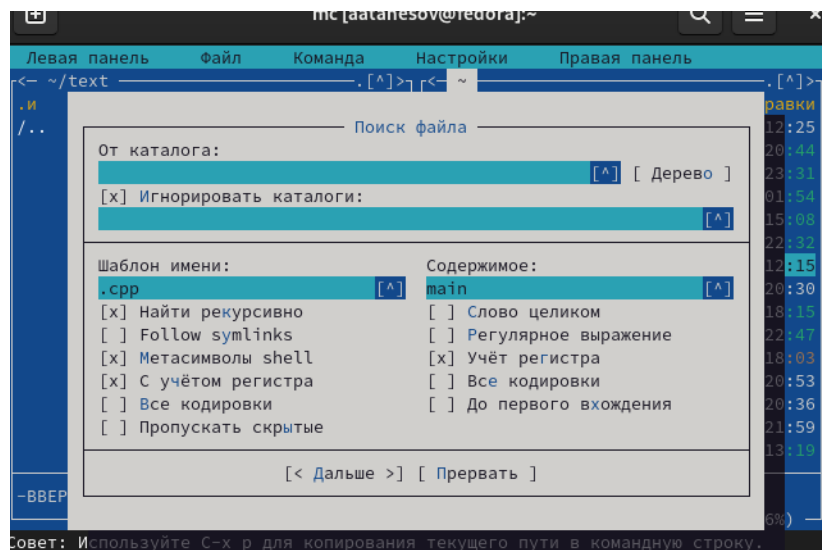 mc [aatanesov@fedora]:~
Левая панель Файл Команда Настройки Правая панель
<— ~/text .[^]> <— ~ .[^]>
.и равки
/.. 12:25
Поиск файла
От каталога: 20:44
[^] [ Дерево ] 23:31
[x] Игнорировать каталоги: 01:54
[^] 15:08
22:32
Шаблон имени: Содержимое: 12:15
.cpp [^] main [^] 20:30
[x] Найти рекурсивно [ ] Слово целиком 18:15
[ ] Follow symlinks [ ] Регулярное выражение 22:47
[x] Метасимволы shell [x] Учёт регистра 18:03
[x] С учётом регистра [ ] Все кодировки 20:53
[ ] Все кодировки [ ] До первого вхождения 20:36
[ ] Пропускать скрытые 21:59
13:19
[< Дальше >] [ Прервать ]
-ВВЕР
6%)
Совет: Используйте C-x p для копирования текущего пути в командную строку.